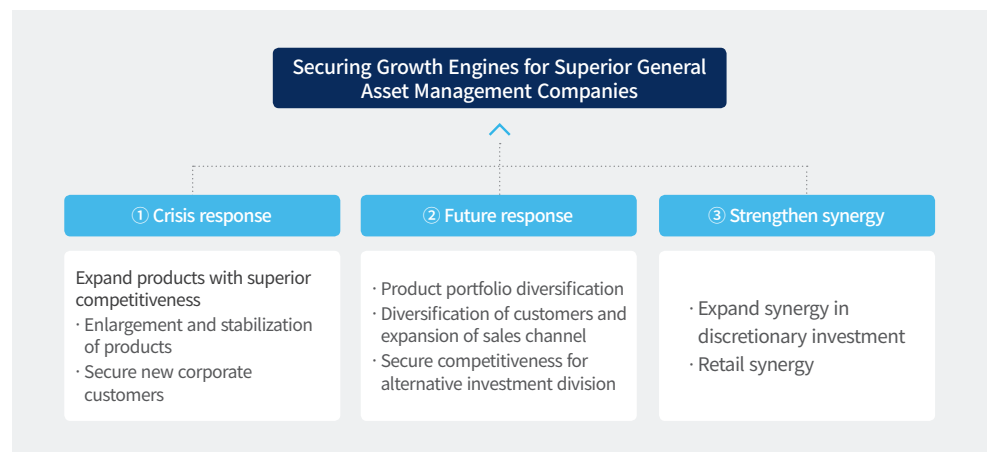 Securing Growth Engines for Superior General
Asset Management Companies
① Crisis response
Expand products with superior
competitiveness
· Enlargement and stabilization
of products
· Secure new corporate
customers
② Future response
· Product portfolio diversification
· Diversification of customers and
expansion of sales channel
· Secure competitiveness for
alternative investment division
③ Strengthen synergy
· Expand synergy in
discretionary investment
· Retail synergy